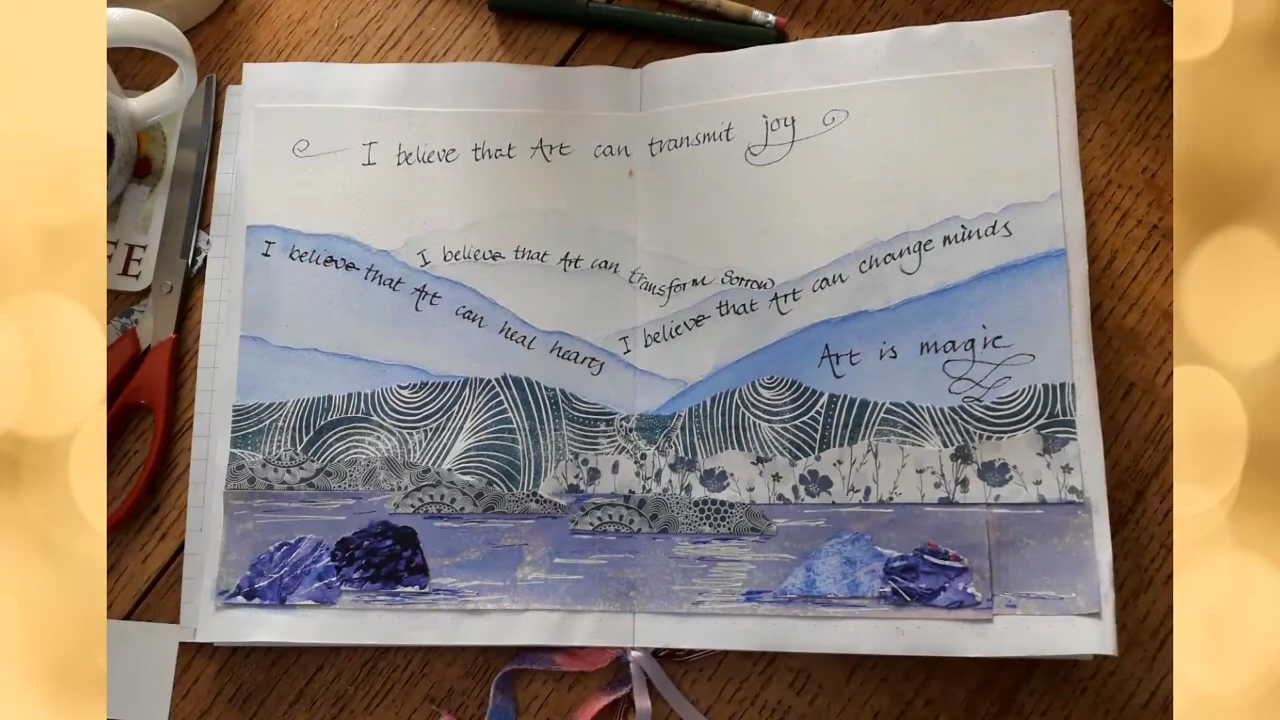 I believe that Art can transmit joy
I believe that Art can heal hearts
I believe that Art can transform sorrow
I believe that Art can change minds
Art is magic
FE